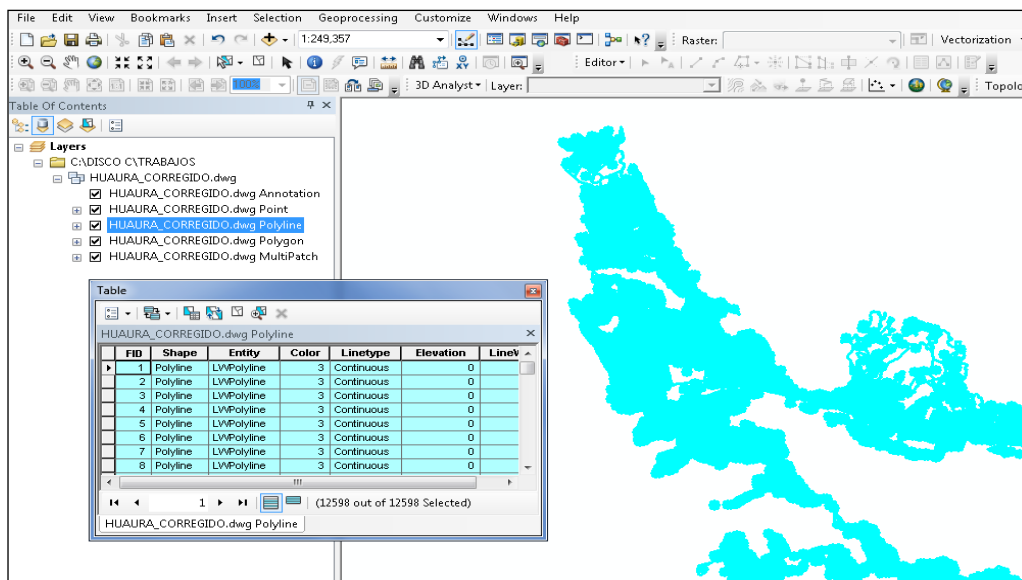 File Edit View Bookmarks Insert Selection Geoprocessing Customize Windows Help
1:249,357
Raster:
Vectorization
Editor
100%
3D Analyst
Layer:
Topolo
Table Of Contents
Layers
C:\DISCO C\TRABAJOS
HUAURA_CORREGIDO.dwg
HUAURA_CORREGIDO.dwg Annotation
HUAURA_CORREGIDO.dwg Point
HUAURA_CORREGIDO.dwg Polyline
HUAURA_CORREGIDO.dwg Polygon
HUAURA_CORREGIDO.dwg MultiPatch
Table
HUAURA_CORREGIDO.dwg Polyline
FID Shape Entity Color Linetype Elevation LineW
1 Polyline LWPolyline 3 Continuous 0
2 Polyline LWPolyline 3 Continuous 0
3 Polyline LWPolyline 3 Continuous 0
4 Polyline LWPolyline 3 Continuous 0
5 Polyline LWPolyline 3 Continuous 0
6 Polyline LWPolyline 3 Continuous 0
7 Polyline LWPolyline 3 Continuous 0
8 Polyline LWPolyline 3 Continuous 0
1 (12598 out of 12598 Selected)
HUAURA_CORREGIDO.dwg Polyline